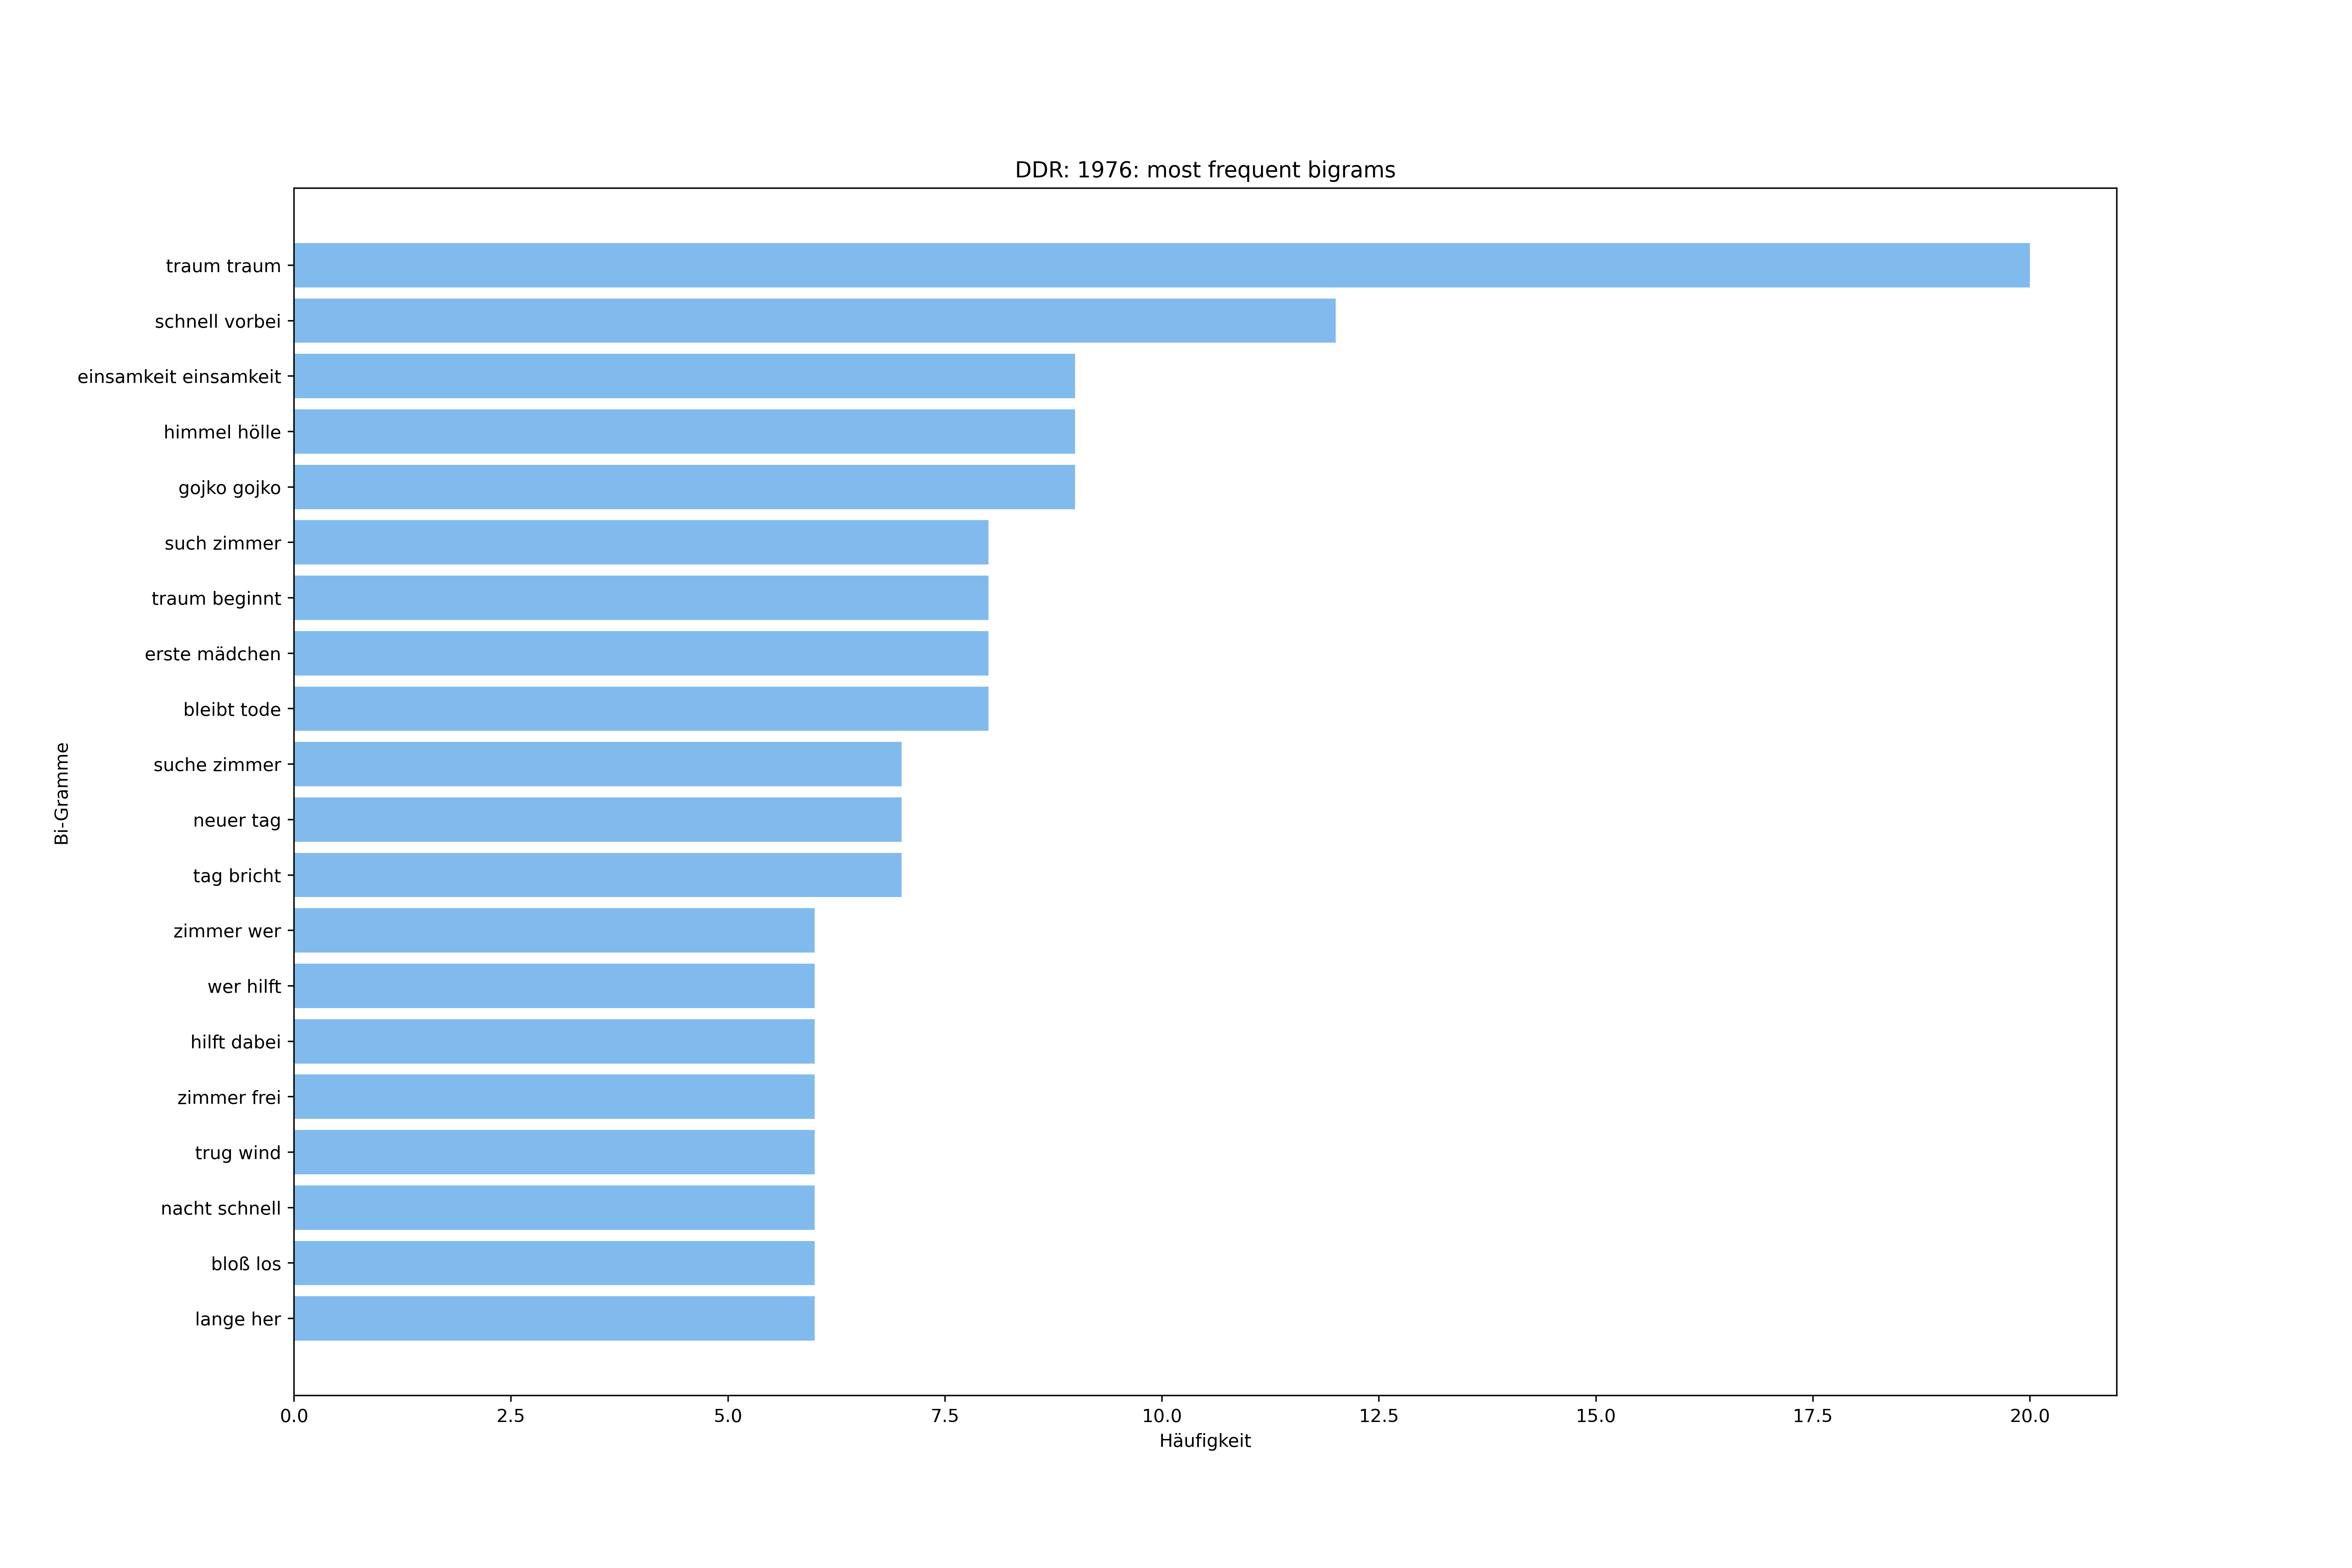 DDR: 1976: most frequent bigrams
traum traum
schnell vorbei
einsamkeit einsamkeit
himmel hölle
gojko gojko
such zimmer
traum beginnt
erste mädchen
bleibt tode
suche zimmer
neuer tag
tag bricht
zimmer wer
wer hilft
hilft dabei
zimmer frei
trug wind
nacht schnell
bloß los
lange her
Bi-Gramme
0.0 2.5 5.0 7.5 10.0 12.5 15.0 17.5 20.0
Häufigkeit